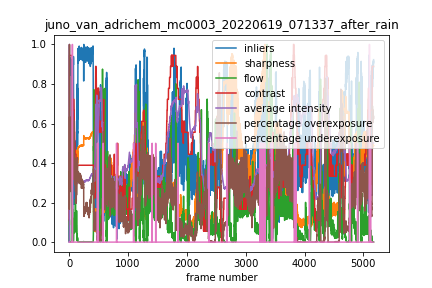 juno_van_adrichem_mc0003_20220619_071337_after_rain
inliers
sharpness
flow
contrast
average intensity
percentage overexposure
percentage underexposure
1.0
0.8
0.6
0.4
0.2
0.0
0 1000 2000 3000 4000 5000
frame number